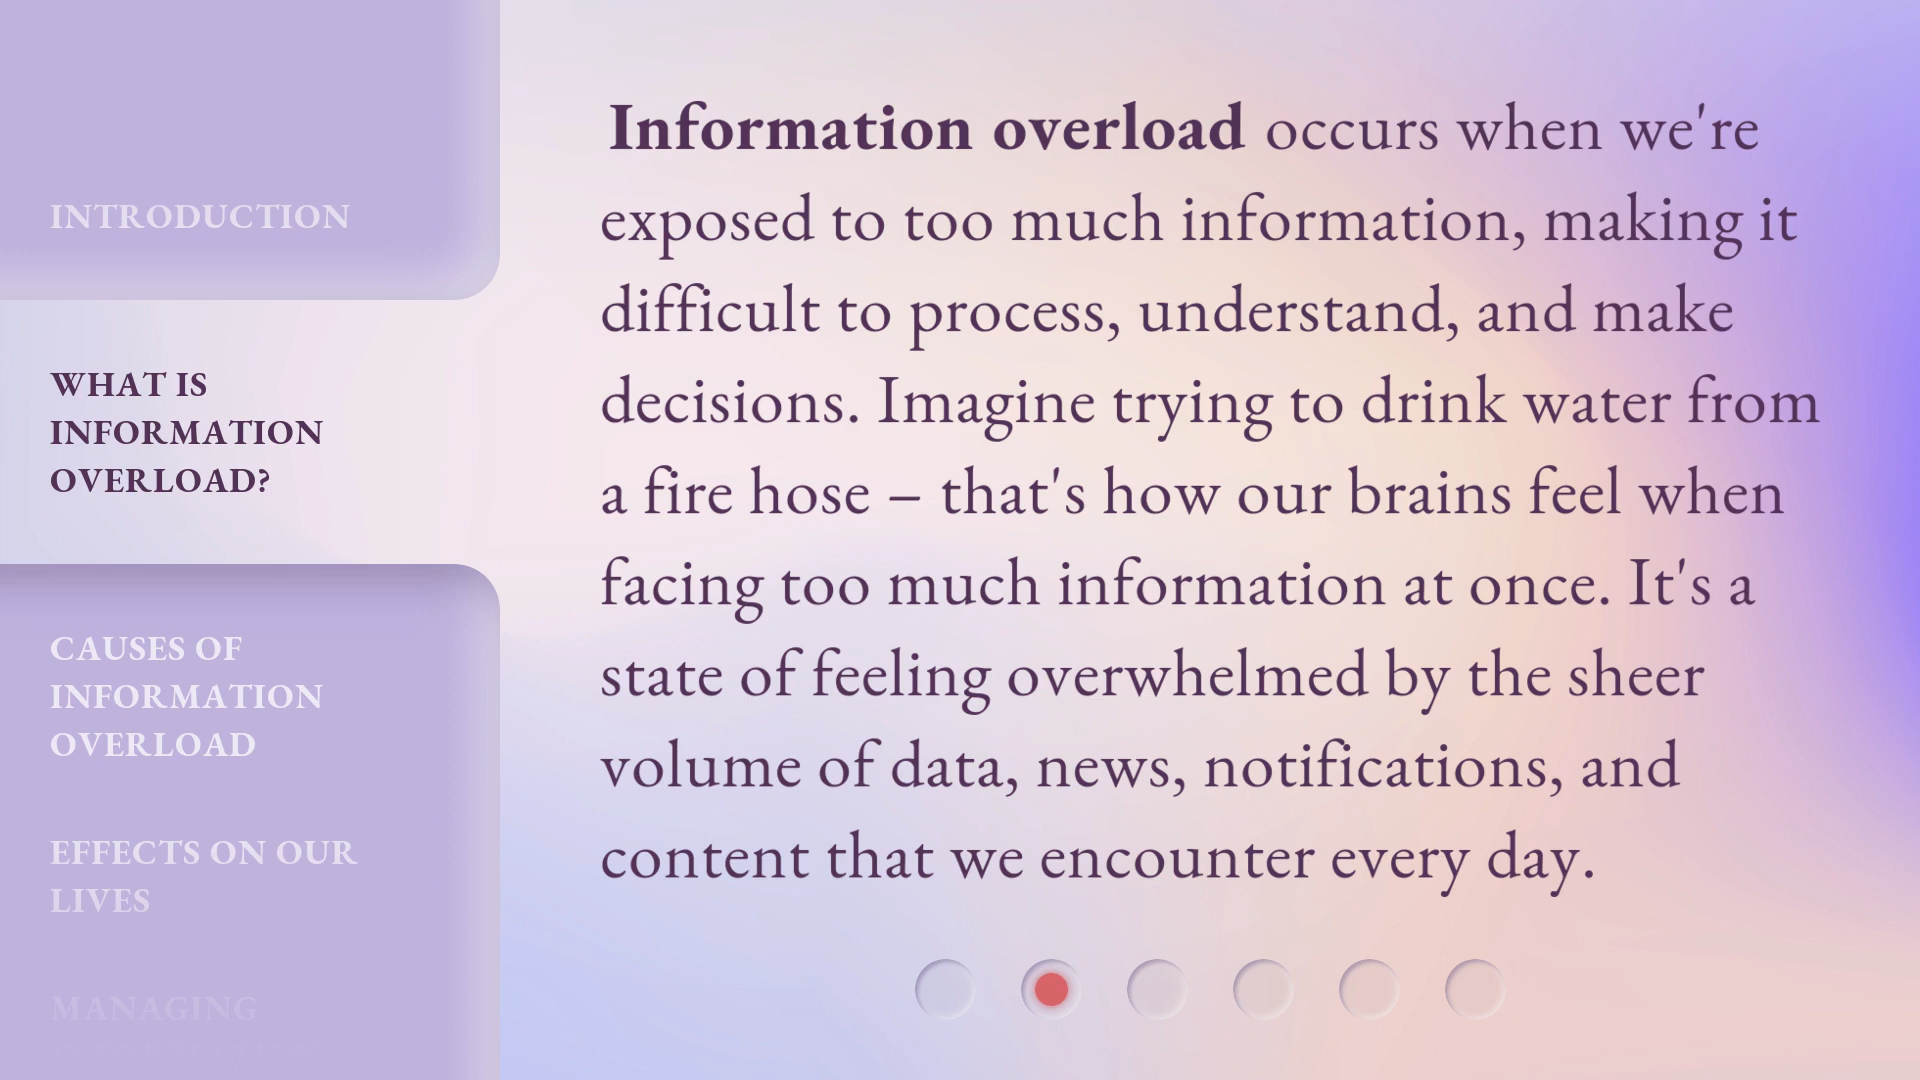 INTRODUCTION
WHAT IS
INFORMATION
OVERLOAD?
CAUSES OF
INFORMATION
OVERLOAD
EFFECTS ON OUR
LIVES
MANAGING
Information overload occurs when we're
exposed to too much information, making it
difficult to process, understand, and make
decisions. Imagine trying to drink water from
a fire hose – that's how our brains feel when
facing too much information at once. It's a
state of feeling overwhelmed by the sheer
volume of data, news, notifications, and
content that we encounter every day.